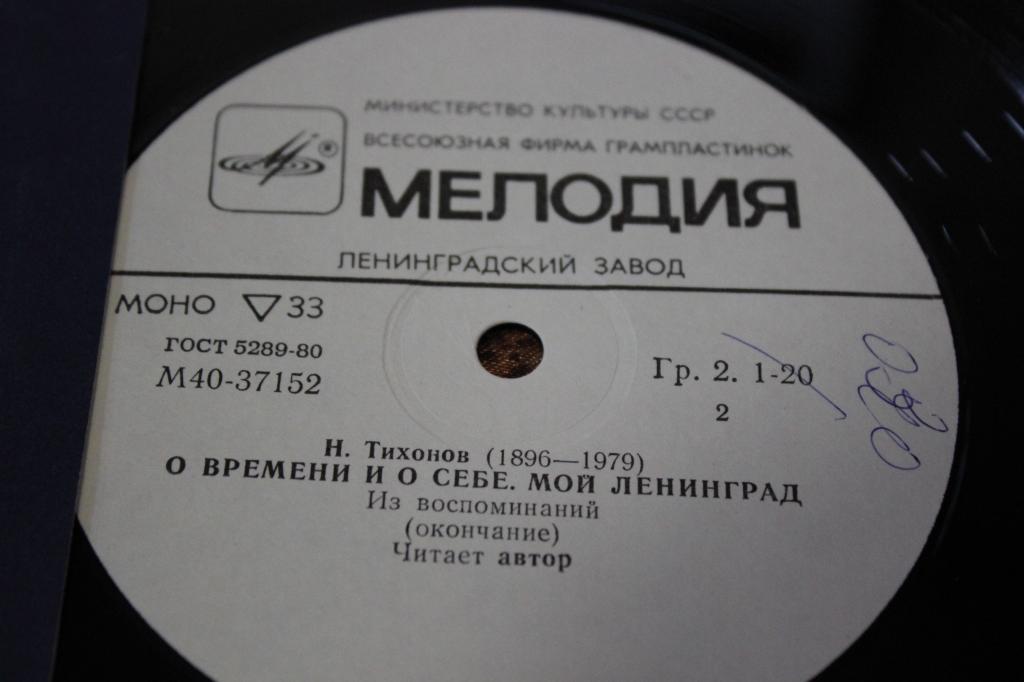 МИНИСТЕРСТВО КУЛЬТУРЫ СССР
ВСЕСОЮЗНАЯ ФИРМА ГРАМПЛАСТИНОК
®
МЕЛОДИЯ
ЛЕНИНГРАДСКИЙ ЗАВОД
МОНО ▽ 33
ГОСТ 5289-80
М40-37152
Гр. 2. 1-20
2
Н. Тихонов (1896—1979)
О ВРЕМЕНИ И О СЕБЕ. МОЙ ЛЕНИНГРАД
Из воспоминаний
(окончание)
Читает автор